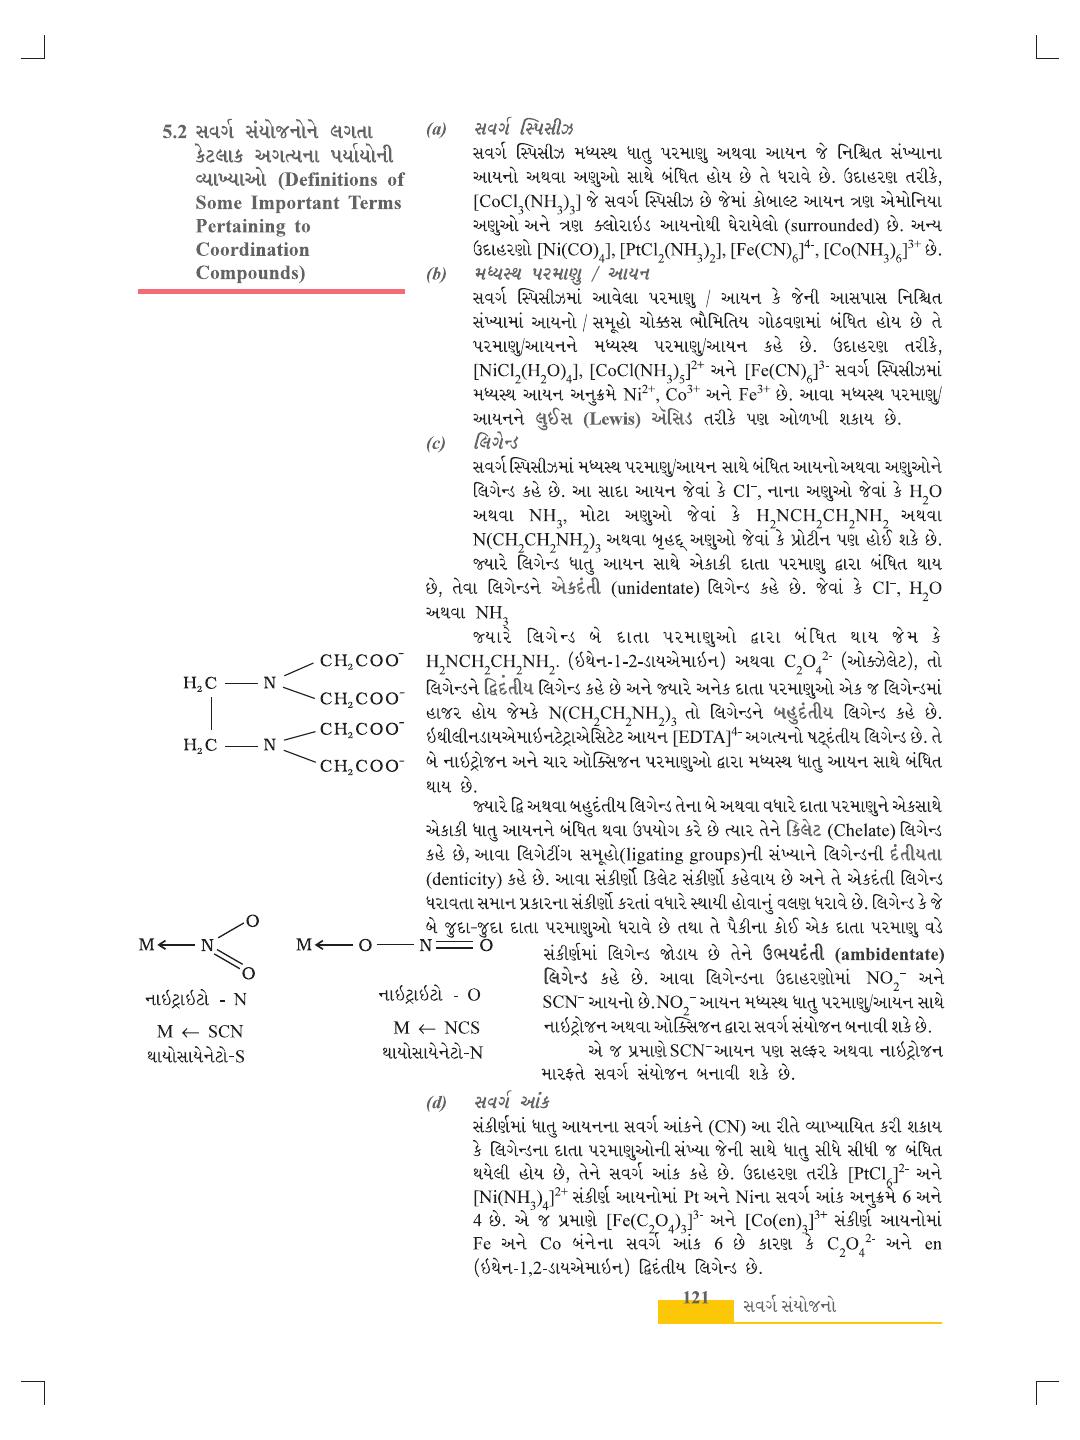 5.2 સવર્ગ સંયોજનોને લગતા
કેટલાક અગત્યના પર્યાયોની
વ્યાખ્યાઓ (Definitions of
Some Important Terms
Pertaining to
Coordination
Compounds)
(a) સવર્ગ સ્પિસીઝ
સવર્ગ સ્પિસીઝ મધ્યસ્થ ધાતુ પરમાણુ અથવા આયન જે નિશ્ચિત સંખ્યાના
આયનો અથવા અણુઓ સાથે બંધિત હોય છે તે ધરાવે છે. ઉદાહરણ તરીકે,
[CoCl₃(NH₃)₃] જે સવર્ગ સ્પિસીઝ છે જેમાં કોબાલ્ટ આયન ત્રણ એમોનિયા
અણુઓ અને ત્રણ ક્લોરાઇડ આયનોથી ઘેરાયેલો (surrounded) છે. અન્ય
ઉદાહરણો [Ni(CO)₄], [PtCl₂(NH₃)₂], [Fe(CN)₆]⁴⁻, [Co(NH₃)₆]³⁺ છે.
(b) મધ્યસ્થ પરમાણુ / આયન
સવર્ગ સ્પિસીઝમાં આવેલા પરમાણુ / આયન કે જેની આસપાસ નિશ્ચિત
સંખ્યામાં આયનો / સમૂહો ચોક્કસ ભૌમિતિય ગોઠવણમાં બંધિત હોય છે તે
પરમાણુ/આયનને મધ્યસ્થ પરમાણુ/આયન કહે છે. ઉદાહરણ તરીકે,
[NiCl₂(H₂O)₄], [CoCl(NH₃)₅]²⁺ અને [Fe(CN)₆]³⁻ સવર્ગ સ્પિસીઝમાં
મધ્યસ્થ આયન અનુક્રમે Ni²⁺, Co³⁺ અને Fe³⁺ છે. આવા મધ્યસ્થ પરમાણુ/
આયનને લુઈસ (Lewis) ઍસિડ તરીકે પણ ઓળખી શકાય છે.
(c) લિગેન્ડ
સવર્ગ સ્પિસીઝમાં મધ્યસ્થ પરમાણુ/આયન સાથે બંધિત આયનો અથવા અણુઓને
લિગેન્ડ કહે છે. આ સાદા આયન જેવાં કે Cl⁻, નાના અણુઓ જેવાં કે H₂O
અથવા NH₃, મોટા અણુઓ જેવાં કે H₂NCH₂CH₂NH₂ અથવા
N(CH₂CH₂NH₂)₃ અથવા બૃહદ્ અણુઓ જેવાં કે પ્રોટીન પણ હોઈ શકે છે.
જ્યારે લિગેન્ડ ધાતુ આયન સાથે એકાકી દાતા પરમાણુ દ્વારા બંધિત થાય
છે, તેવા લિગેન્ડને એકદંતી (unidentate) લિગેન્ડ કહે છે. જેવાં કે Cl⁻, H₂O
અથવા NH₃
જ્યારે લિગેન્ડ બે દાતા પરમાણુઓ દ્વારા બંધિત થાય જેમ કે
H₂NCH₂CH₂NH₂. (ઇથેન-1-2-ડાયએમાઇન) અથવા C₂O₄²⁻ (ઓક્ઝેલેટ), તો
લિગેન્ડને દ્વિદંતીય લિગેન્ડ કહે છે અને જ્યારે અનેક દાતા પરમાણુઓ એક જ લિગેન્ડમાં
હાજર હોય જેમકે N(CH₂CH₂NH₂)₃ તો લિગેન્ડને બહુદંતીય લિગેન્ડ કહે છે.
ઇથીલીનડાયએમાઇનટેટ્રાએસિટેટ આયન [EDTA]⁴⁻ અગત્યનો ષટ્દંતીય લિગેન્ડ છે. તે
બે નાઇટ્રોજન અને ચાર ઑક્સિજન પરમાણુઓ દ્વારા મધ્યસ્થ ધાતુ આયન સાથે બંધિત
થાય છે.
CH₂COO⁻
H₂C — N
CH₂COO⁻
CH₂COO⁻
H₂C — N
CH₂COO⁻
જ્યારે દ્વિ અથવા બહુદંતીય લિગેન્ડ તેના બે અથવા વધારે દાતા પરમાણુને એકસાથે
એકાકી ધાતુ આયનને બંધિત થવા ઉપયોગ કરે છે ત્યાર તેને કિલેટ (Chelate) લિગેન્ડ
કહે છે, આવા લિગેટીંગ સમૂહો(ligating groups)ની સંખ્યાને લિગેન્ડની દંતીયતા
(denticity) કહે છે. આવા સંકીર્ણો કિલેટ સંકીર્ણો કહેવાય છે અને તે એકદંતી લિગેન્ડ
ધરાવતા સમાન પ્રકારના સંકીર્ણો કરતાં વધારે સ્થાયી હોવાનું વલણ ધરાવે છે. લિગેન્ડ કે જે
બે જુદા-જુદા દાતા પરમાણુઓ ધરાવે છે તથા તે પૈકીના કોઈ એક દાતા પરમાણુ વડે
સંકીર્ણમાં લિગેન્ડ જોડાય છે તેને ઉભયદંતી (ambidentate)
લિગેન્ડ કહે છે. આવા લિગેન્ડના ઉદાહરણોમાં NO₂⁻ અને
SCN⁻ આયનો છે. NO₂⁻ આયન મધ્યસ્થ ધાતુ પરમાણુ/આયન સાથે
નાઇટ્રોજન અથવા ઑક્સિજન દ્વારા સવર્ગ સંયોજન બનાવી શકે છે.
એ જ પ્રમાણે SCN⁻ આયન પણ સલ્ફર અથવા નાઇટ્રોજન
મારફતે સવર્ગ સંયોજન બનાવી શકે છે.
O
M ← N
O
નાઇટ્રાઇટો - N
M ← SCN
થાયોસાયેનેટો-S
M ← O — N = O
નાઇટ્રાઇટો - O
M ← NCS
થાયોસાયેનેટો-N
(d) સવર્ગ આંક
સંકીર્ણમાં ધાતુ આયનના સવર્ગ આંકને (CN) આ રીતે વ્યાખ્યાયિત કરી શકાય
કે લિગેન્ડના દાતા પરમાણુઓની સંખ્યા જેની સાથે ધાતુ સીધે સીધી જ બંધિત
થયેલી હોય છે, તેને સવર્ગ આંક કહે છે. ઉદાહરણ તરીકે [PtCl₆]²⁻ અને
[Ni(NH₃)₄]²⁺ સંકીર્ણ આયનોમાં Pt અને Niના સવર્ગ આંક અનુક્રમે 6 અને
4 છે. એ જ પ્રમાણે [Fe(C₂O₄)₃]³⁻ અને [Co(en)₃]³⁺ સંકીર્ણ આયનોમાં
Fe અને Co બંનેના સવર્ગ આંક 6 છે કારણ કે C₂O₄²⁻ અને en
(ઇથેન-1,2-ડાયએમાઇન) દ્વિદંતીય લિગેન્ડ છે.
121 સવર્ગ સંયોજનો